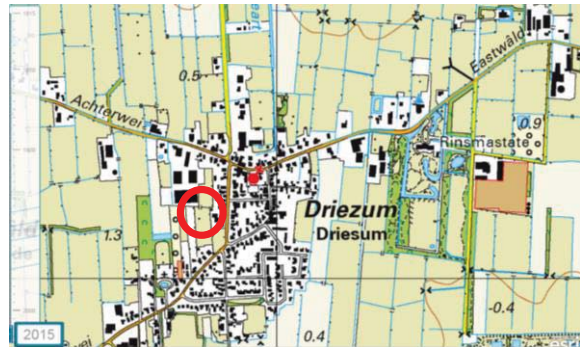 Eastwâld
0.5
Achterwei
0.9
Rinsmastate
Driezum
Driesum
1.3
-0.4
0.4
2015